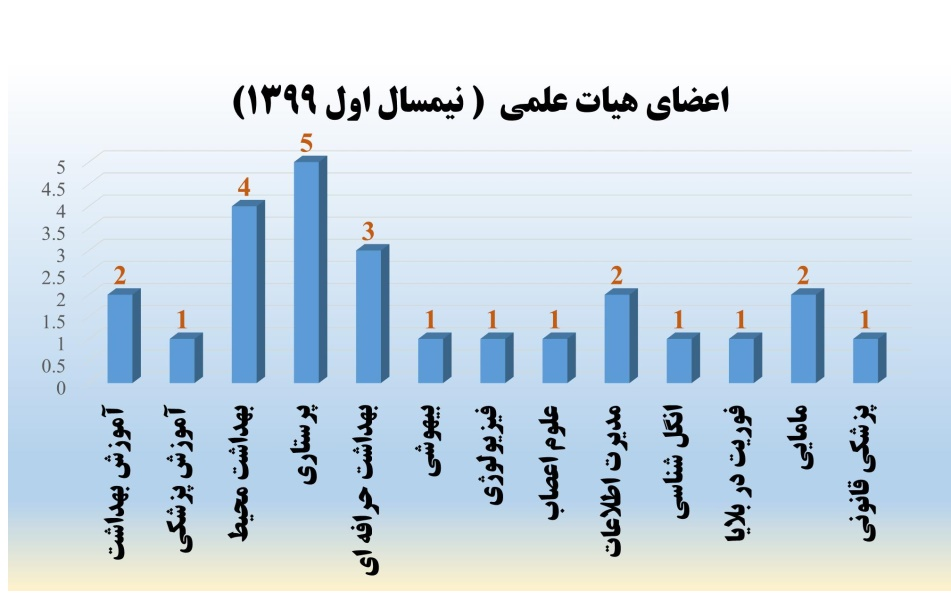 اعضای هیات علمی ( نیمسال اول ۱۳۹۹)
5
4.5
4
3.5
3
2.5
2
1.5
1
0.5
0
2
1
4
5
3
1
1
1
2
1
1
2
1
آموزش بهداشت
آموزش پزشکی
بهداشت محیط
پرستاری
بهداشت حرافه ای
بیهوشی
فیزیولوژی
علوم اعصاب
مدیرت اطلاعات
انگل شناسی
فوریت در بلایا
مامایی
پزشکی قانونی